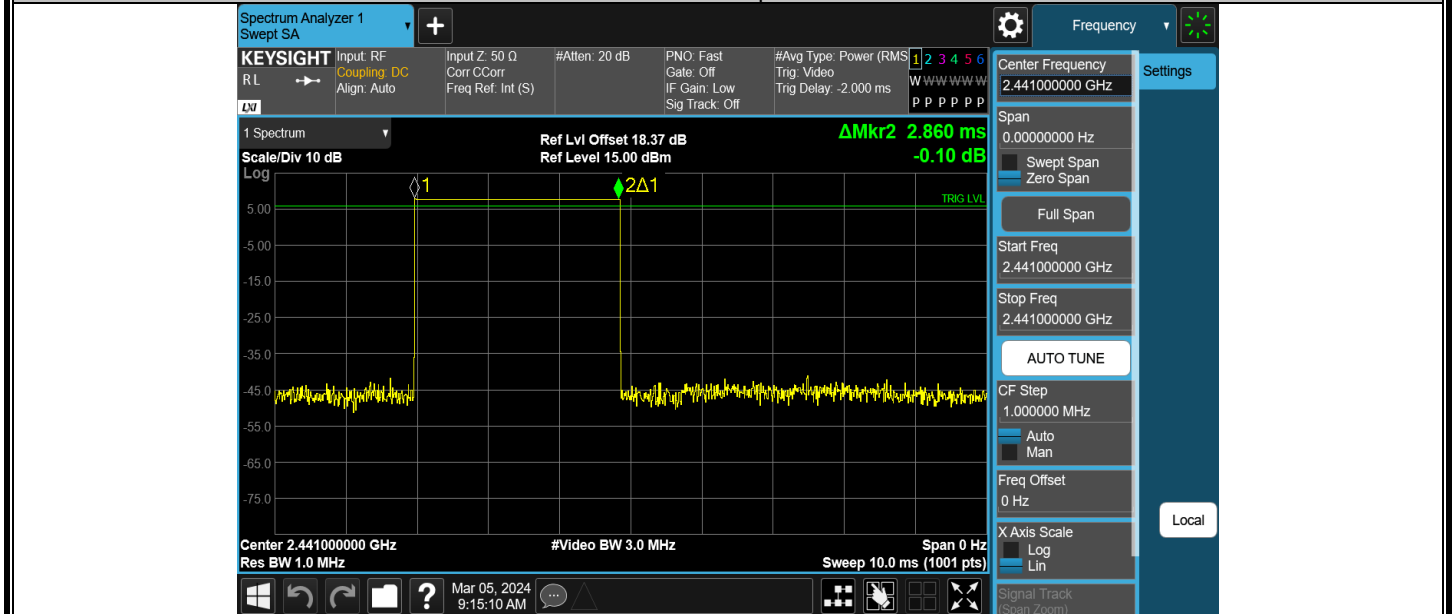 Spectrum Analyzer 1
Swept SA
+
Frequency
KEYSIGHT
R L
LXI
Input: RF
Coupling: DC
Align: Auto
Input Z: 50 Ω
Corr CCorr
Freq Ref: Int (S)
#Atten: 20 dB
PNO: Fast
Gate: Off
IF Gain: Low
Sig Track: Off
#Avg Type: Power (RMS
Trig: Video
Trig Delay: -2.000 ms
1 2 3 4 5 6
W W W W W W
P P P P P P
1 Spectrum
Scale/Div 10 dB
Log
Ref Lvl Offset 18.37 dB
Ref Level 15.00 dBm
ΔMkr2 2.860 ms
-0.10 dB
1
2Δ1
TRIG LVL
5.00
-5.00
-15.0
-25.0
-35.0
-45.0
-55.0
-65.0
-75.0
Center 2.441000000 GHz
#Video BW 3.0 MHz
Span 0 Hz
Res BW 1.0 MHz
Sweep 10.0 ms (1001 pts)
?
Mar 05, 2024
9:15:10 AM
Center Frequency
2.441000000 GHz
Settings
Span
0.00000000 Hz
Swept Span
Zero Span
Full Span
Start Freq
2.441000000 GHz
Stop Freq
2.441000000 GHz
AUTO TUNE
CF Step
1.000000 MHz
Auto
Man
Freq Offset
0 Hz
X Axis Scale
Log
Lin
Signal Track
(Span Zoom)
Local